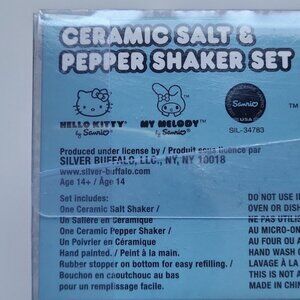 CERAMIC SALT &
PEPPER SHAKER SET
HELLO KITTY® MY MELODY™ Sanrio ™
by Sanrio® by Sanrio® USA
SIL-34783
Produced under license by / Produit sous licence par
SILVER BUFFALO, LLC., NY, NY 10018
www.silver-buffalo.com
Age 14+ / Âge 14
Set includes: DO NOT USE I
One Ceramic Salt Shaker / OVEN OR DISH
Un Salière en Céramique NE PAS UTILIS
One Ceramic Pepper Shaker / AU MICRO-ON
Un Poivrier en Céramique AU FOUR OU A
Hand painted. / Peint à la main. HAND WASH
Rubber stopper on bottom for easy refilling. / LAVAGE À LA
Bouchon en caoutchouc au bas THIS IS NOT A
pour un remplissage facile. MADE IN CHIN